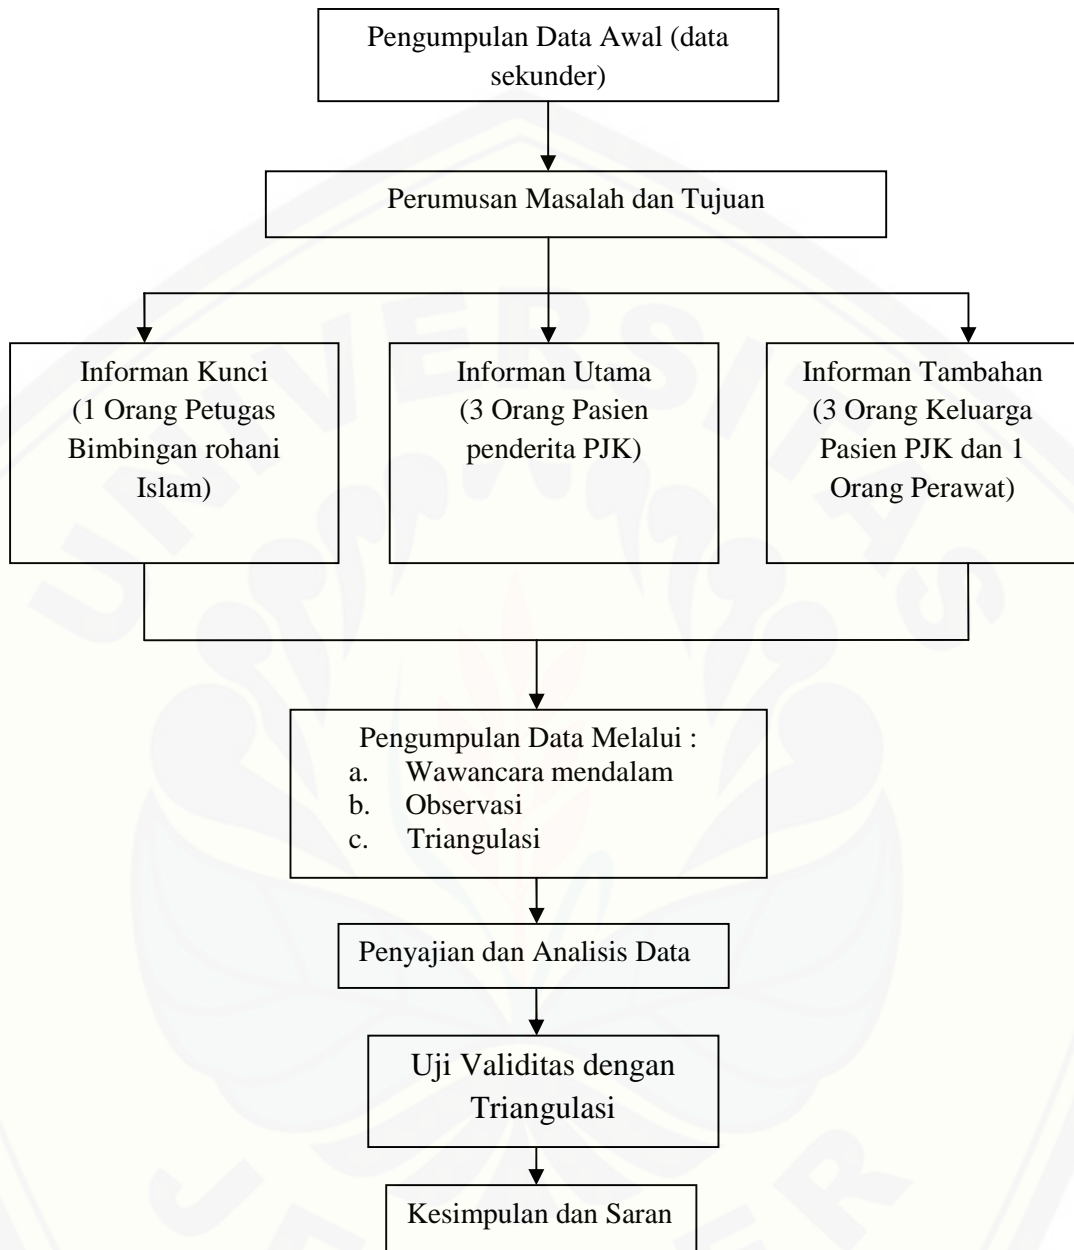 Pengumpulan Data Awal (data
sekunder)
Perumusan Masalah dan Tujuan
Informan Kunci
(1 Orang Petugas
Bimbingan rohani
Islam)
Informan Utama
(3 Orang Pasien
penderita PJK)
Informan Tambahan
(3 Orang Keluarga
Pasien PJK dan 1
Orang Perawat)
Pengumpulan Data Melalui :
a. Wawancara mendalam
b. Observasi
c. Triangulasi
Penyajian dan Analisis Data
Uji Validitas dengan
Triangulasi
Kesimpulan dan Saran
UNIVERSITAS
JEMBER